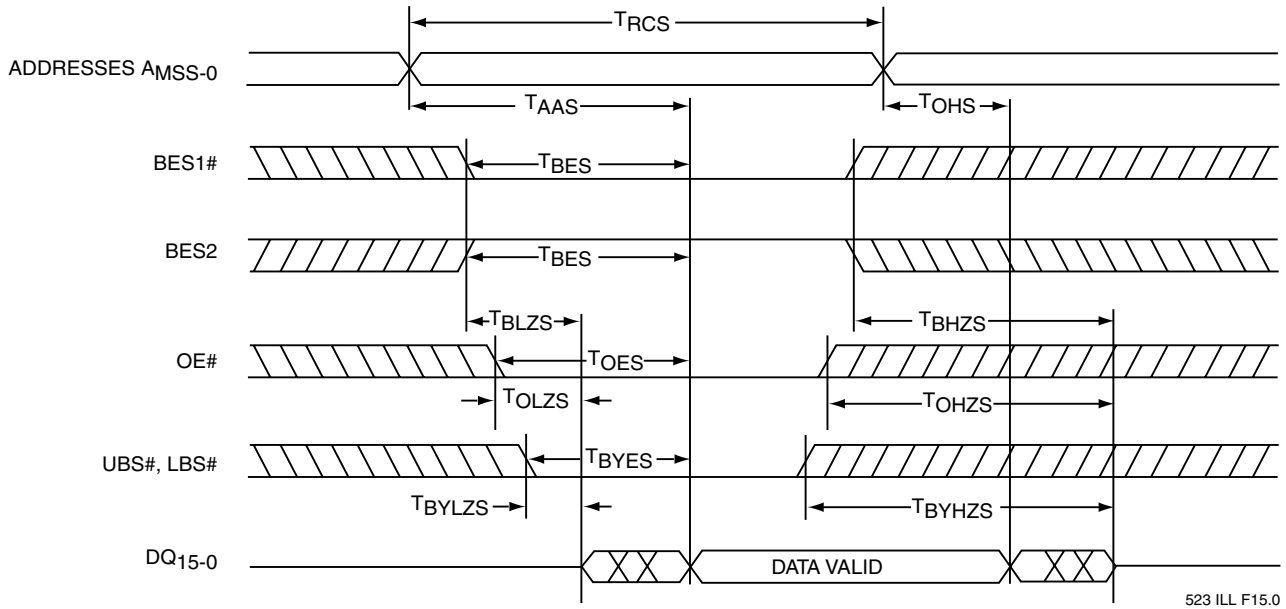 TRCS
ADDRESSES AMSS-0
TAAS
TOHS
BES1#
TBES
BES2
TBES
TBLZS
TBHZS
OE#
TOES
TOLZS
TOHZS
UBS#, LBS#
TBYES
TBYLZS
TBYHZS
DQ15-0
DATA VALID
523 ILL F15.0